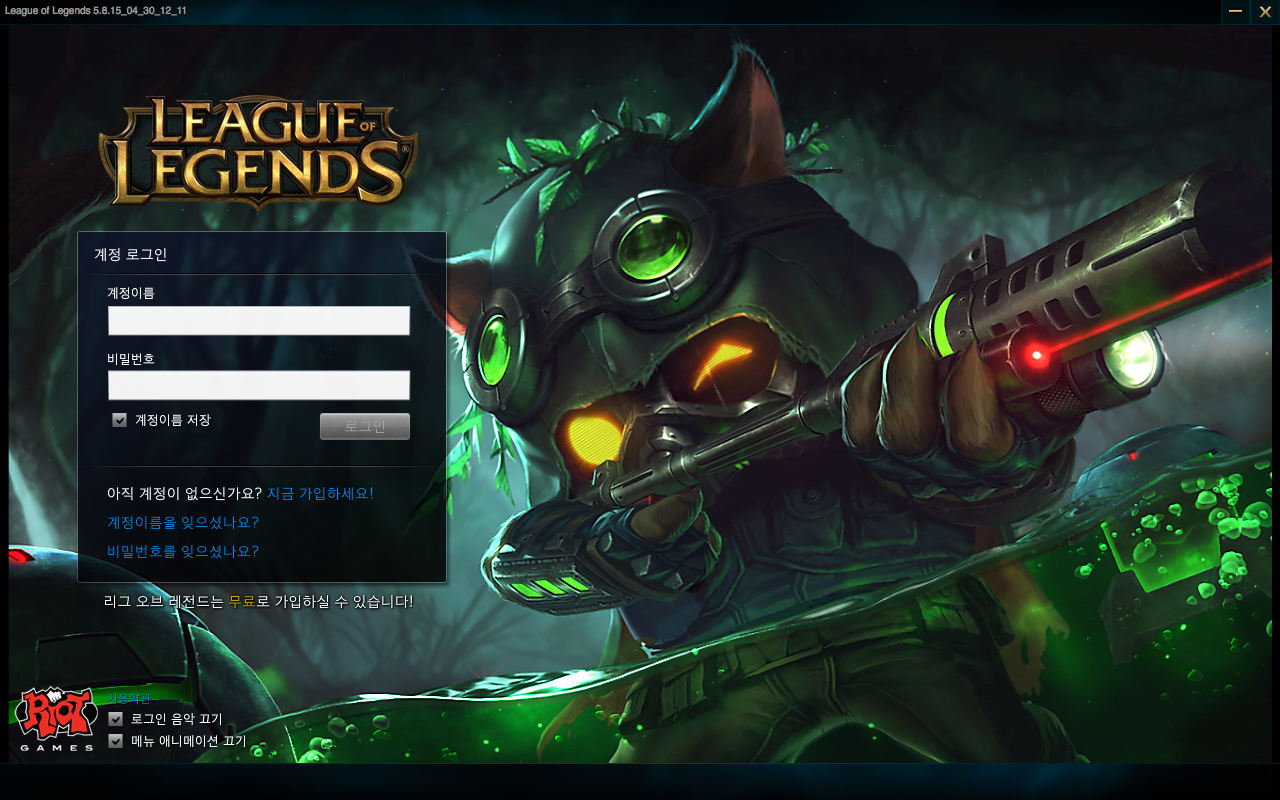 League of Legends 5.8.15_04_30_12_11
LEAGUE OF
LEGENDS®
계정 로그인
계정이름
비밀번호
계정이름 저장
로그인
아직 계정이 없으신가요? 지금 가입하세요!
계정이름을 잊으셨나요?
비밀번호를 잊으셨나요?
리그 오브 레전드는 무료로 가입하실 수 있습니다!
RIOT
GAMES
사용약관
로그인 음악 끄기
메뉴 애니메이션 끄기